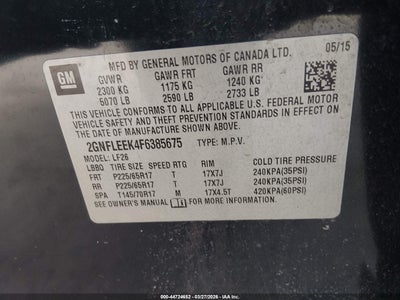 MFD BY GENERAL MOTORS OF CANADA LTD. 05/15
GM
GVWR GAWR FRT GAWR RR
2300 KG 1175 KG 1240 KG
5070 LB 2590 LB 2733 LB
THIS VEHICLE CONFORMS TO ALL APPLICABLE U.S. FEDERAL MOTOR
VEHICLE SAFETY, BUMPER, AND THEFT PREVENTION STANDARDS IN
EFFECT ON THE DATE OF MANUFACTURE SHOWN ABOVE.
2GNFLEEK4F6385675 TYPE: M.P.V.
MODEL: LF26
LBBQ TIRE SIZE SPEED RTG RIM COLD TIRE PRESSURE
FRT P225/65R17 T 17X7J 240KPA(35PSI)
RR P225/65R17 T 17X7J 240KPA(35PSI)
SPA T145/70R17 M 17X4.5T 420KPA(60PSI)
SEE OWNER'S MANUAL FOR MORE INFORMATION.
ID: 44724652 - 03/27/2026 - © IAA